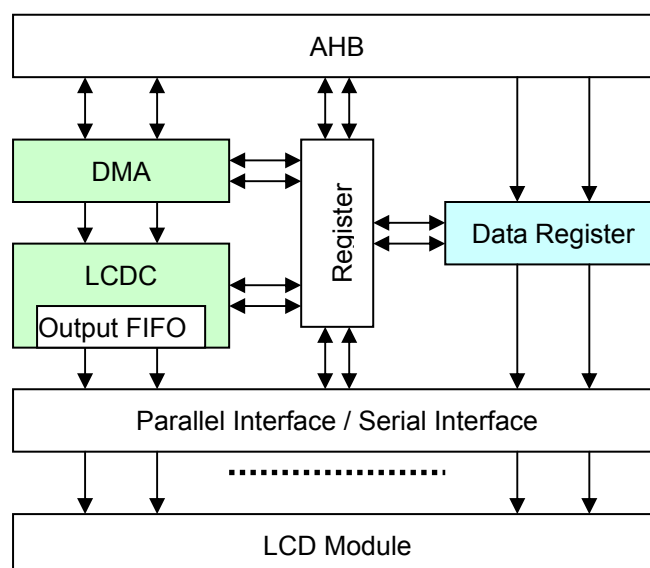 AHB
DMA
Register
Data Register
LCDC
Output FIFO
Parallel Interface / Serial Interface
LCD Module